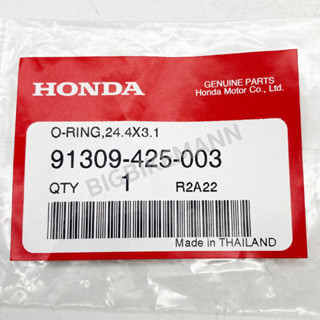 HONDA
GENUINE PARTS
Honda Motor Co., Ltd.
O-RING,24.4X3.1
91309-425-003
QTY 1 R2A22
BIGBIKEMANN
Made in THAILAND